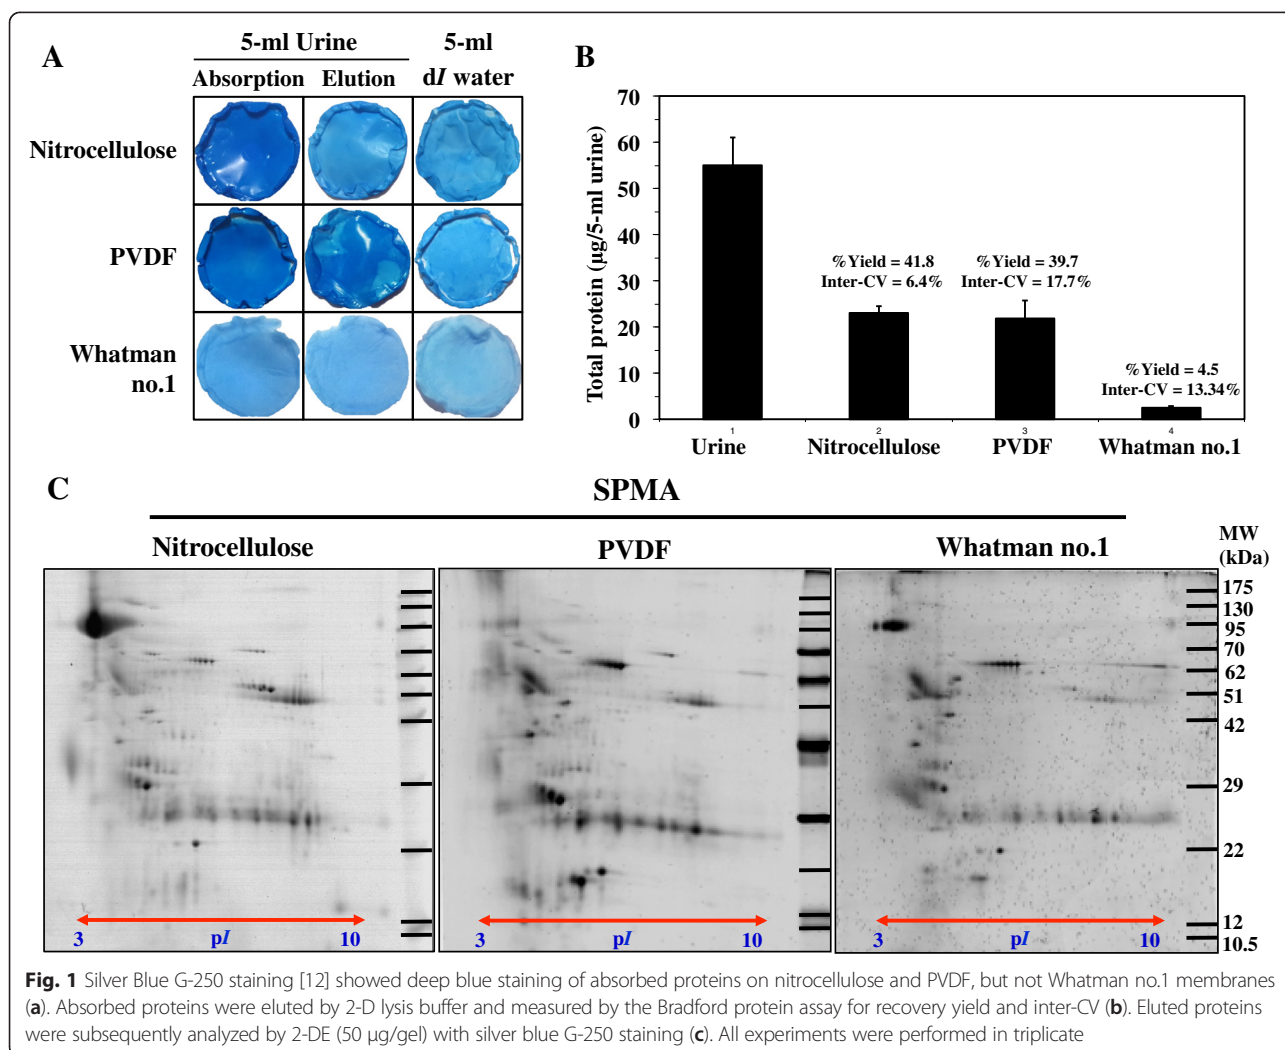 A
5-ml Urine
5-ml
Absorption
Elution
dI water
Nitrocellulose
PVDF
Whatman
no.1
B
Total protein (µg/5-ml urine)
70
60
50
40
30
20
10
0
%Yield = 41.8
Inter-CV = 6.4%
%Yield = 39.7
Inter-CV = 17.7%
%Yield = 4.5
Inter-CV = 13.34%
1
2
3
4
Urine
Nitrocellulose
PVDF
Whatman no.1
C
SPMA
Nitrocellulose
PVDF
Whatman no.1
MW
(kDa)
175
130
95
70
62
51
42
29
22
12
10.5
3
pI
10
3
pI
10
3
pI
10
Fig. 1 Silver Blue G-250 staining [12] showed deep blue staining of absorbed proteins on nitrocellulose and PVDF, but not Whatman no.1 membranes
(a). Absorbed proteins were eluted by 2-D lysis buffer and measured by the Bradford protein assay for recovery yield and inter-CV (b). Eluted proteins
were subsequently analyzed by 2-DE (50 µg/gel) with silver blue G-250 staining (c). All experiments were performed in triplicate